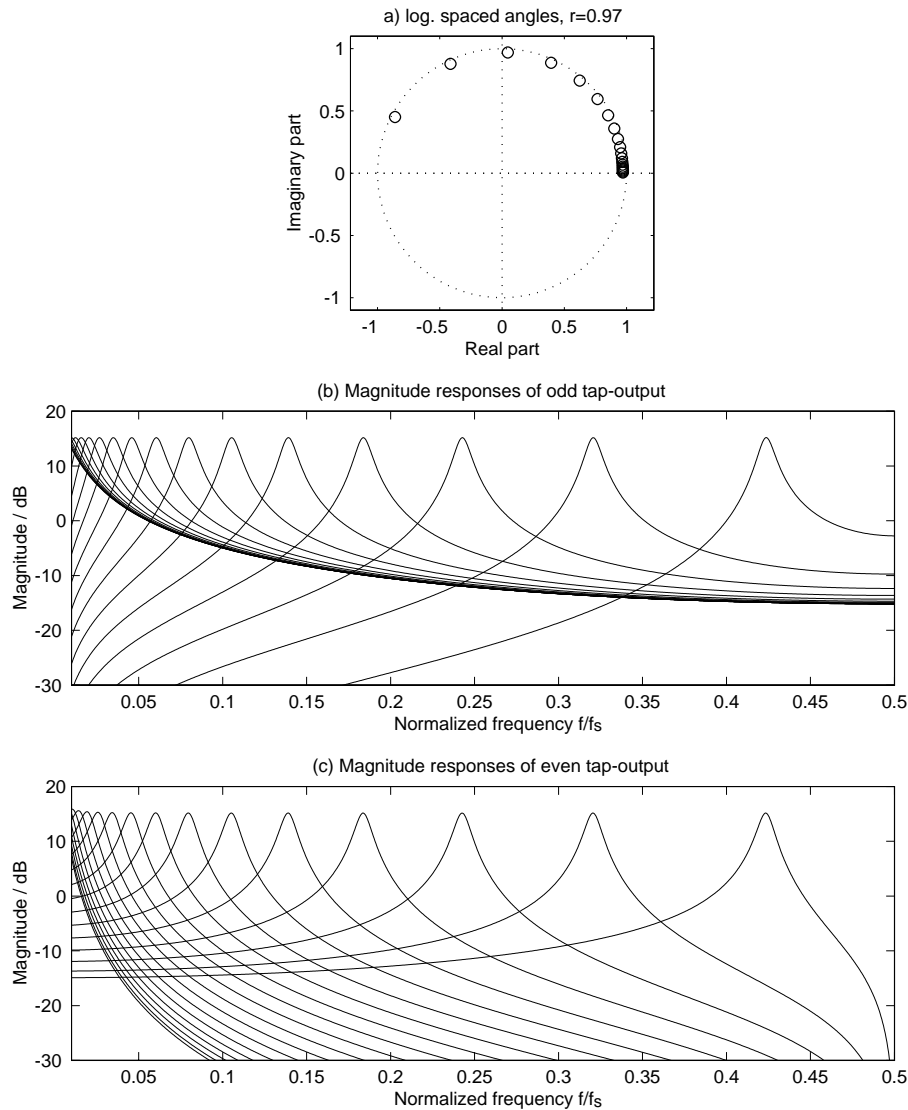 a) log. spaced angles, r=0.97
1
0.5
0
-0.5
-1
Imaginary part
-1 -0.5 0 0.5 1
Real part
(b) Magnitude responses of odd tap-output
20
10
0
-10
-20
-30
Magnitude / dB
0.05 0.1 0.15 0.2 0.25 0.3 0.35 0.4 0.45 0.5
Normalized frequency f/fs
(c) Magnitude responses of even tap-output
20
10
0
-10
-20
-30
Magnitude / dB
0.05 0.1 0.15 0.2 0.25 0.3 0.35 0.4 0.45 0.5
Normalized frequency f/fs